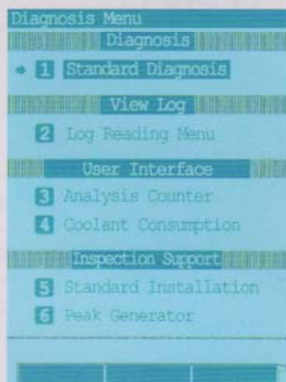 Diagnosis Menu
Diagnosis
1 Standard Diagnosis
View Log
2 Log Reading Menu
User Interface
3 Analysis Counter
4 Coolant Consumption
Inspection Support
5 Standard Installation
6 Peak Generator